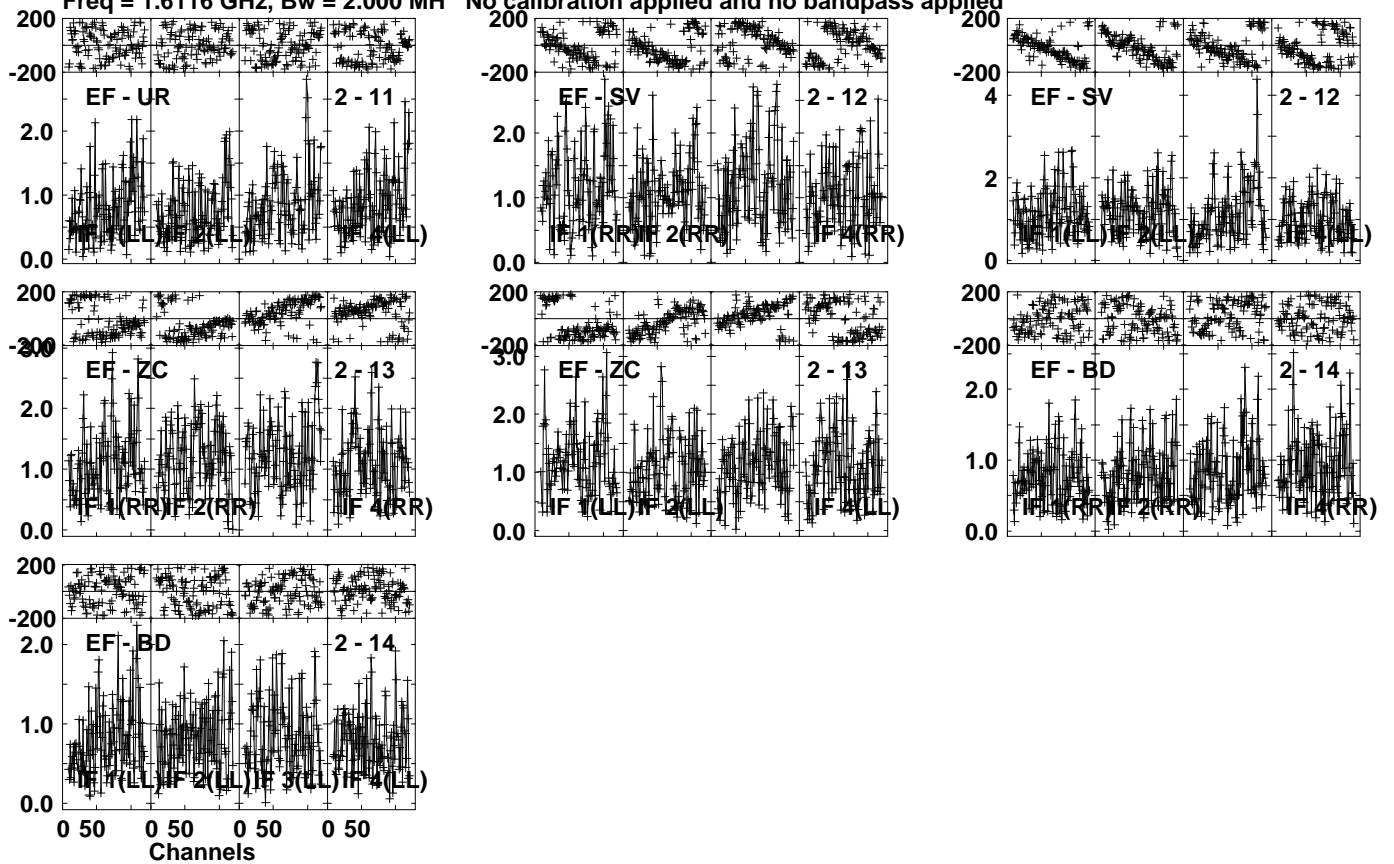 Freq = 1.6116 GHz, Bw = 2.000 MH No calibration applied and no bandpass applied
200
-200
EF - UR 2 - 11
2.0
1.0
IF 1(LL) IF 2(LL) IF 4(LL)
0.0
200
-200
EF - SV 2 - 12
2.0
1.0
IF 1(RR) IF 2(RR) IF 4(RR)
0.0
200
-200
EF - SV 2 - 12
4
2
IF 1(LL) IF 2(LL) IF 4(LL)
0
200
-200
3.0
EF - ZC 2 - 13
2.0
1.0
IF 1(RR) IF 2(RR) IF 4(RR)
0.0
200
-200
3.0
EF - ZC 2 - 13
2.0
1.0
IF 1(LL) IF 2(LL) IF 4(LL)
0.0
200
-200
EF - BD 2 - 14
2.0
1.0
IF 1(RR) IF 2(RR) IF 4(RR)
0.0
200
-200
EF - BD 2 - 14
2.0
1.0
IF 1(LL) IF 2(LL) IF 3(LL) IF 4(LL)
0.0
0 50 0 50 0 50 0 50
Channels